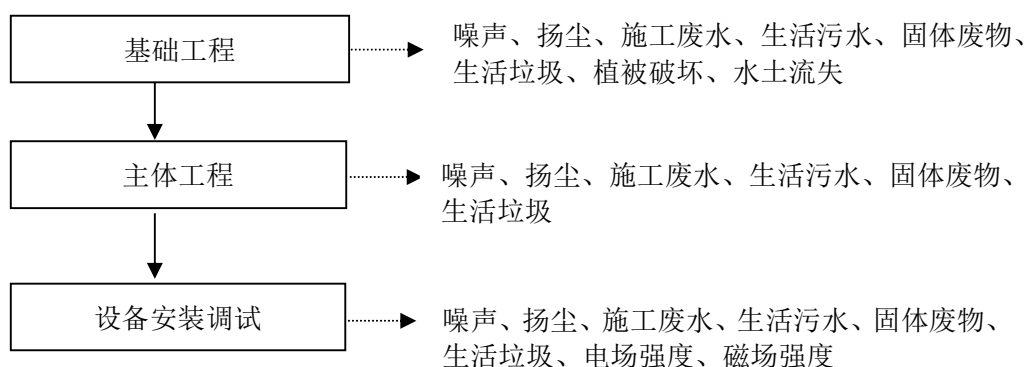 基础工程
噪声、扬尘、施工废水、生活污水、固体废物、
生活垃圾、植被破坏、水土流失
主体工程
噪声、扬尘、施工废水、生活污水、固体废物、
生活垃圾
设备安装调试
噪声、扬尘、施工废水、生活污水、固体废物、
生活垃圾、电场强度、磁场强度